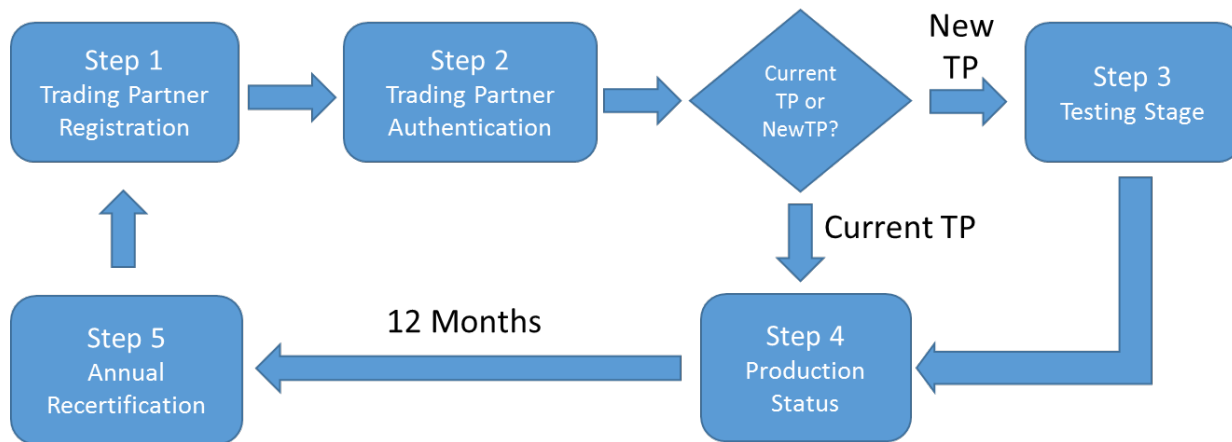 Step 1
Trading Partner
Registration
Step 2
Trading Partner
Authentication
Current
TP or
NewTP?
New
TP
Step 3
Testing Stage
Current TP
Step 4
Production
Status
12 Months
Step 5
Annual
Recertification